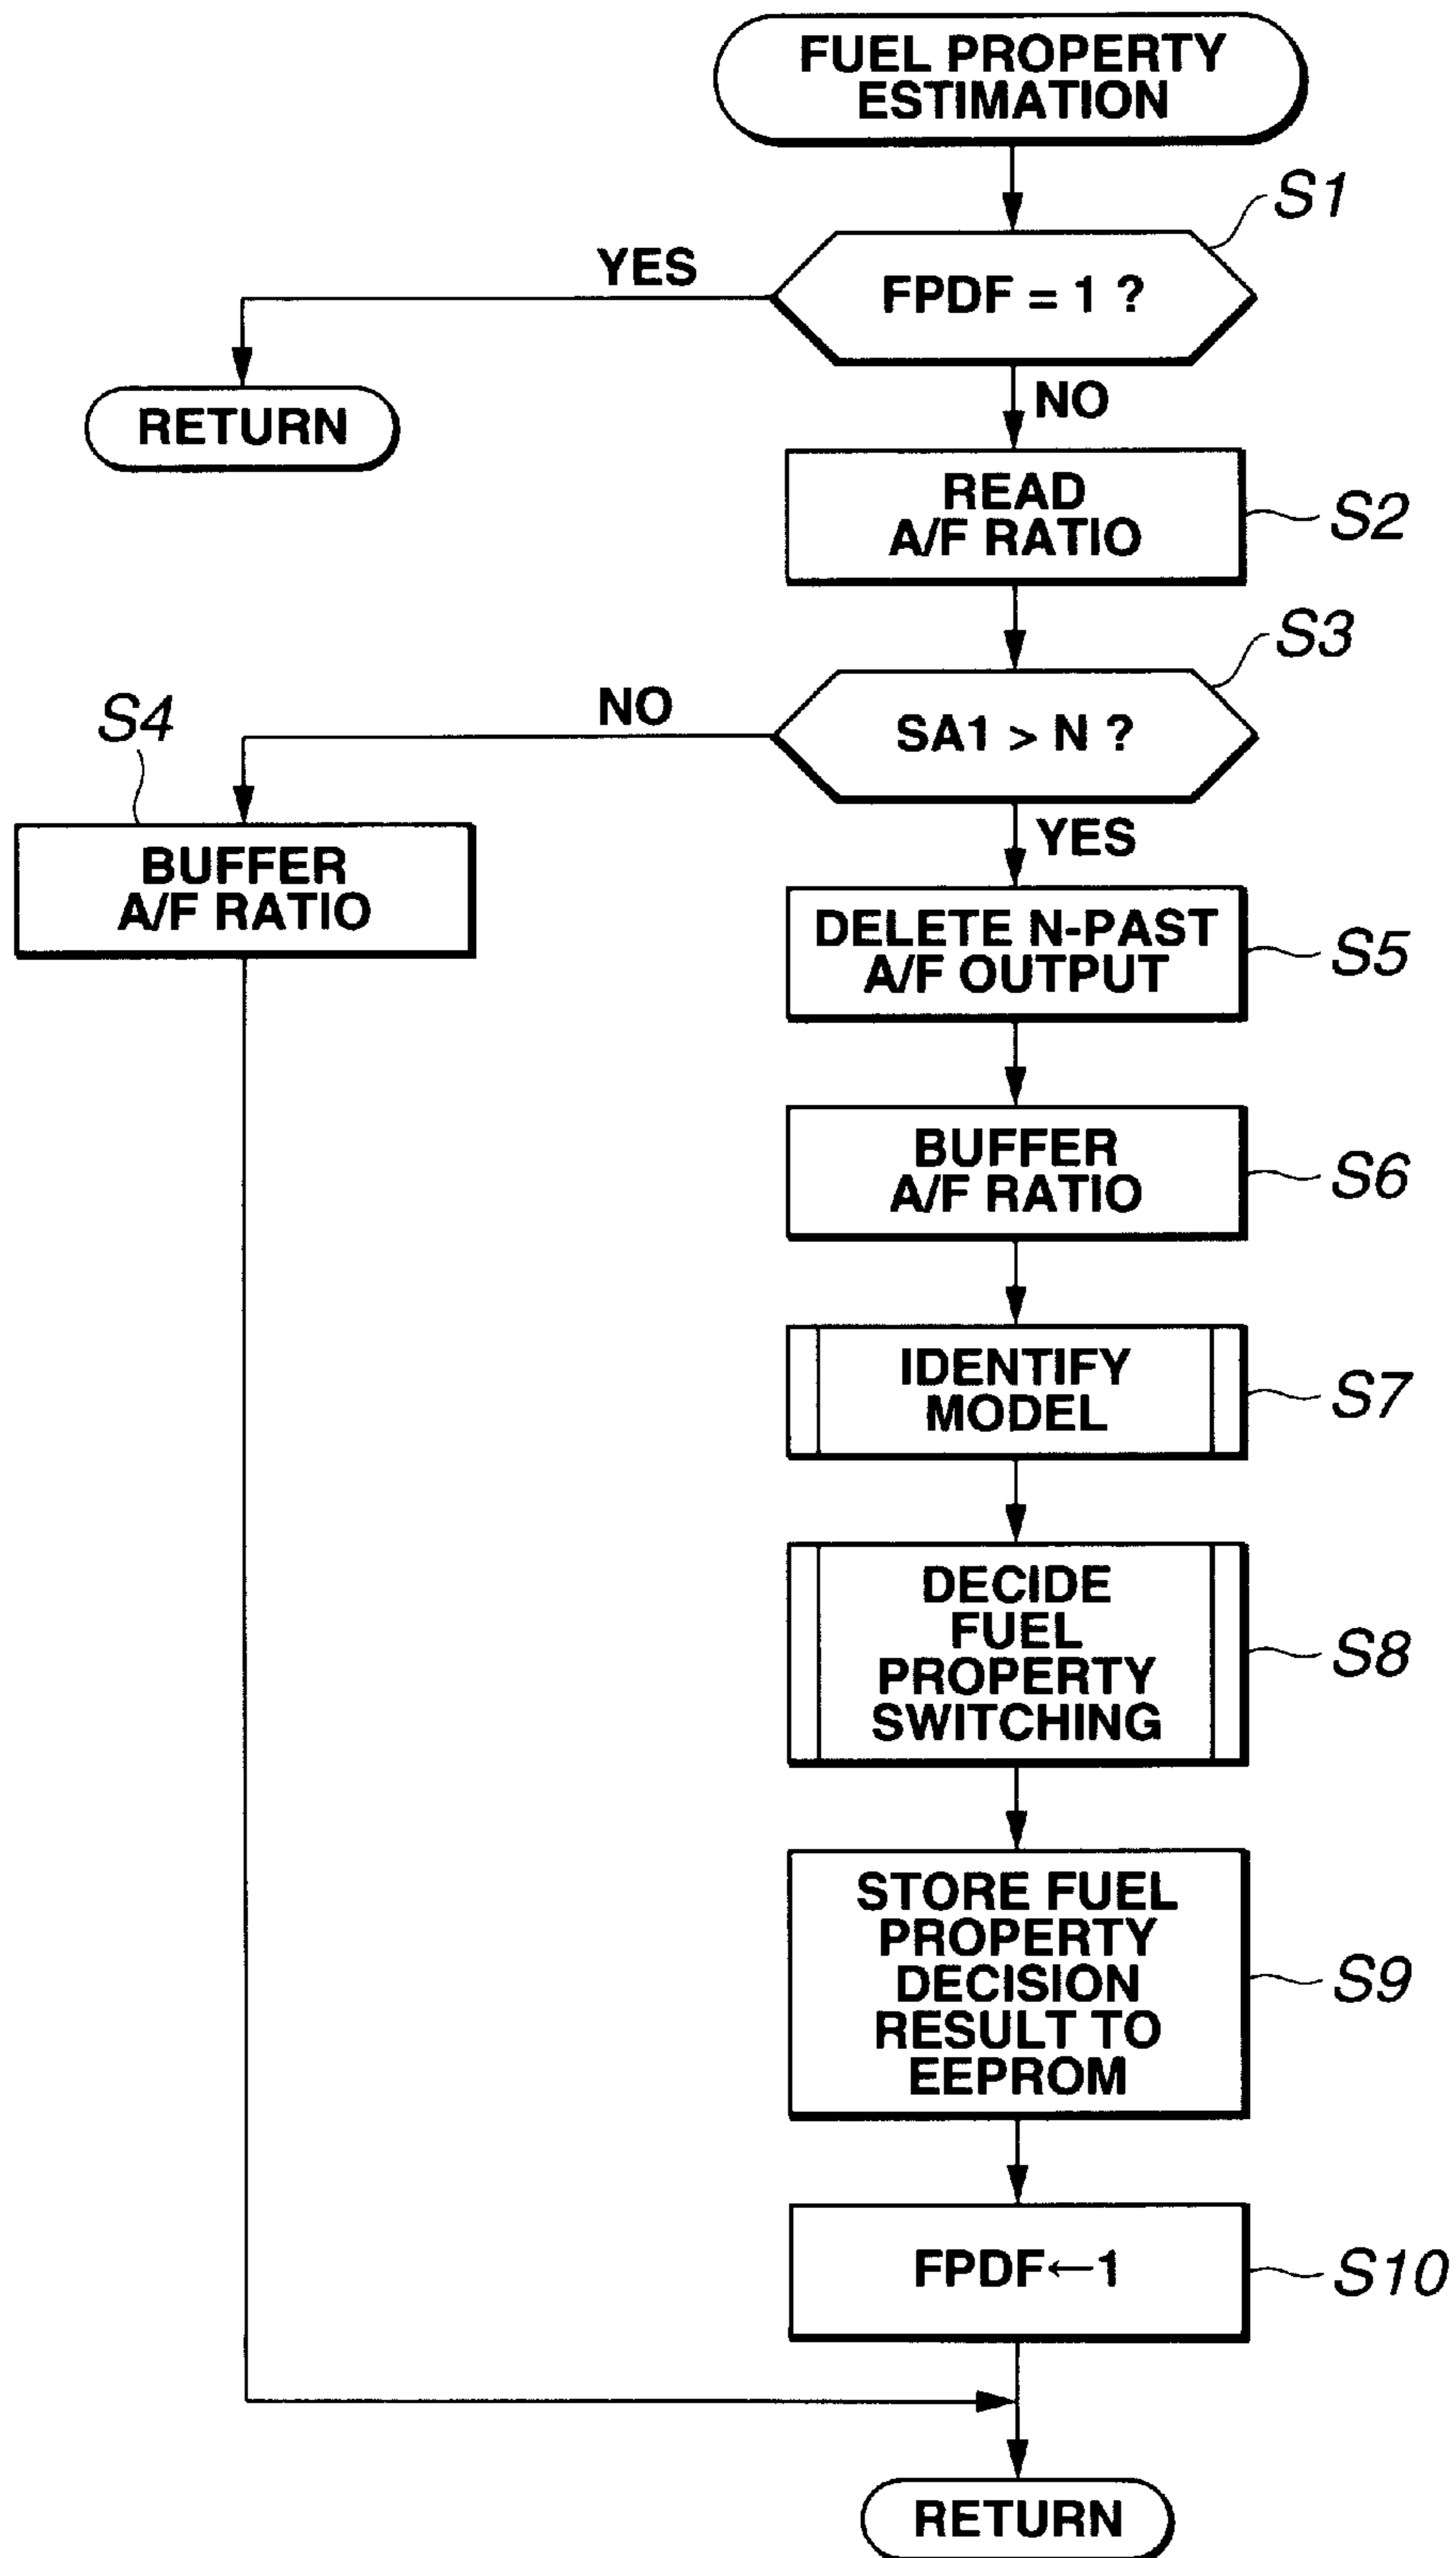 FUEL PROPERTY
ESTIMATION
S1
YES
FPDF = 1 ?
RETURN
NO
READ
A/F RATIO
S2
S3
S4
NO
SA1 > N ?
BUFFER
A/F RATIO
YES
DELETE N-PAST
A/F OUTPUT
S5
BUFFER
A/F RATIO
S6
IDENTIFY
MODEL
S7
DECIDE
FUEL
PROPERTY
SWITCHING
S8
STORE FUEL
PROPERTY
DECISION
RESULT TO
EEPROM
S9
FPDF←1
S10
RETURN